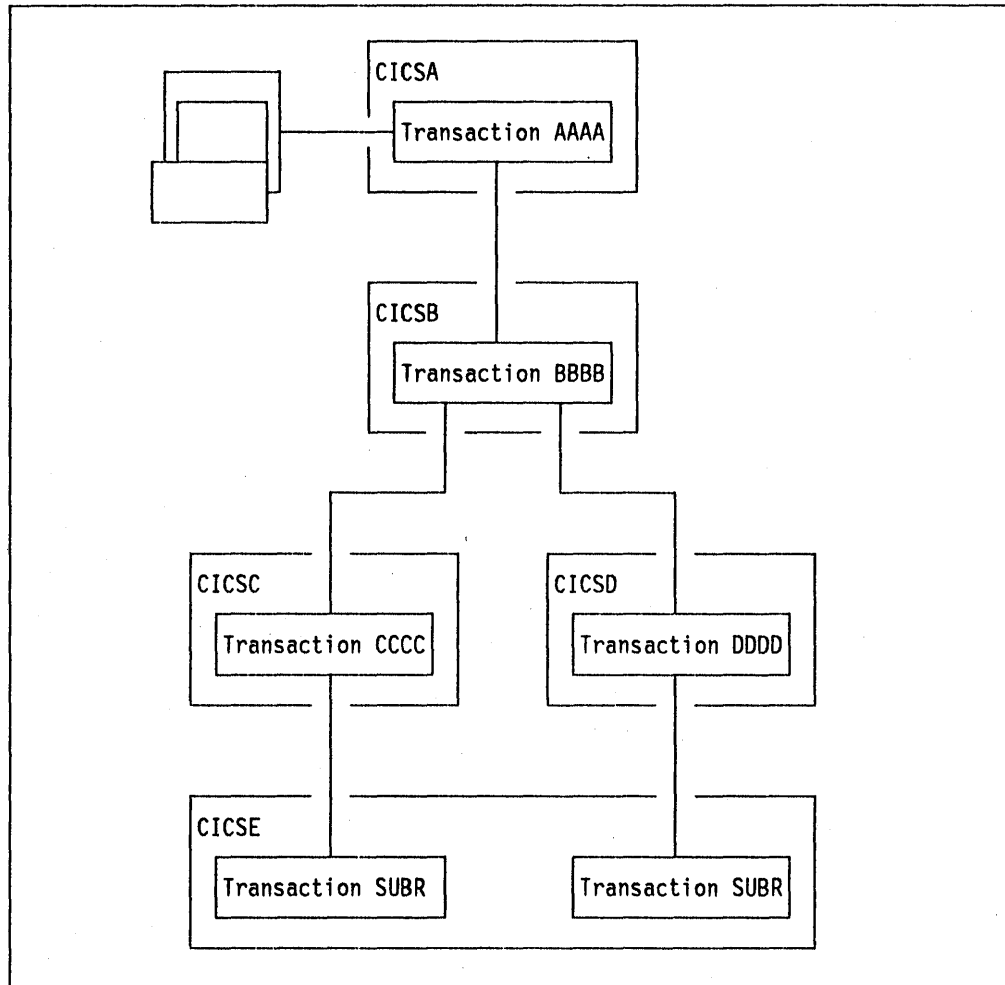 CICSA
Transaction AAAA
CICSB
Transaction BBBB
CICSC
Transaction CCCC
CICSD
Transaction DDDD
CICSE
Transaction SUBR
Transaction SUBR